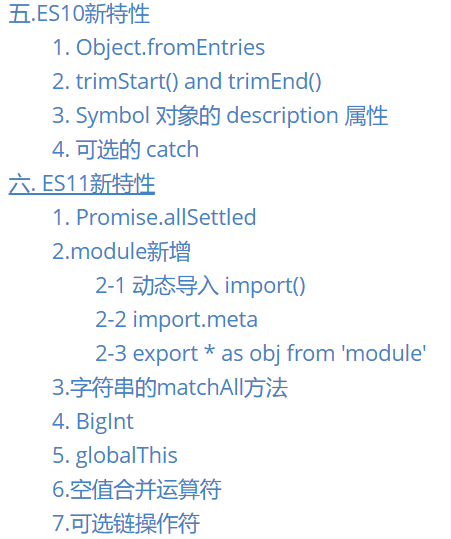 五.ES10新特性
1. Object.fromEntries
2. trimStart() and trimEnd()
3. Symbol 对象的 description 属性
4. 可选的 catch
六. ES11新特性
1. Promise.allSettled
2.module新增
2-1 动态导入 import()
2-2 import.meta
2-3 export * as obj from 'module'
3.字符串的matchAll方法
4. BigInt
5. globalThis
6.空值合并运算符
7.可选链操作符